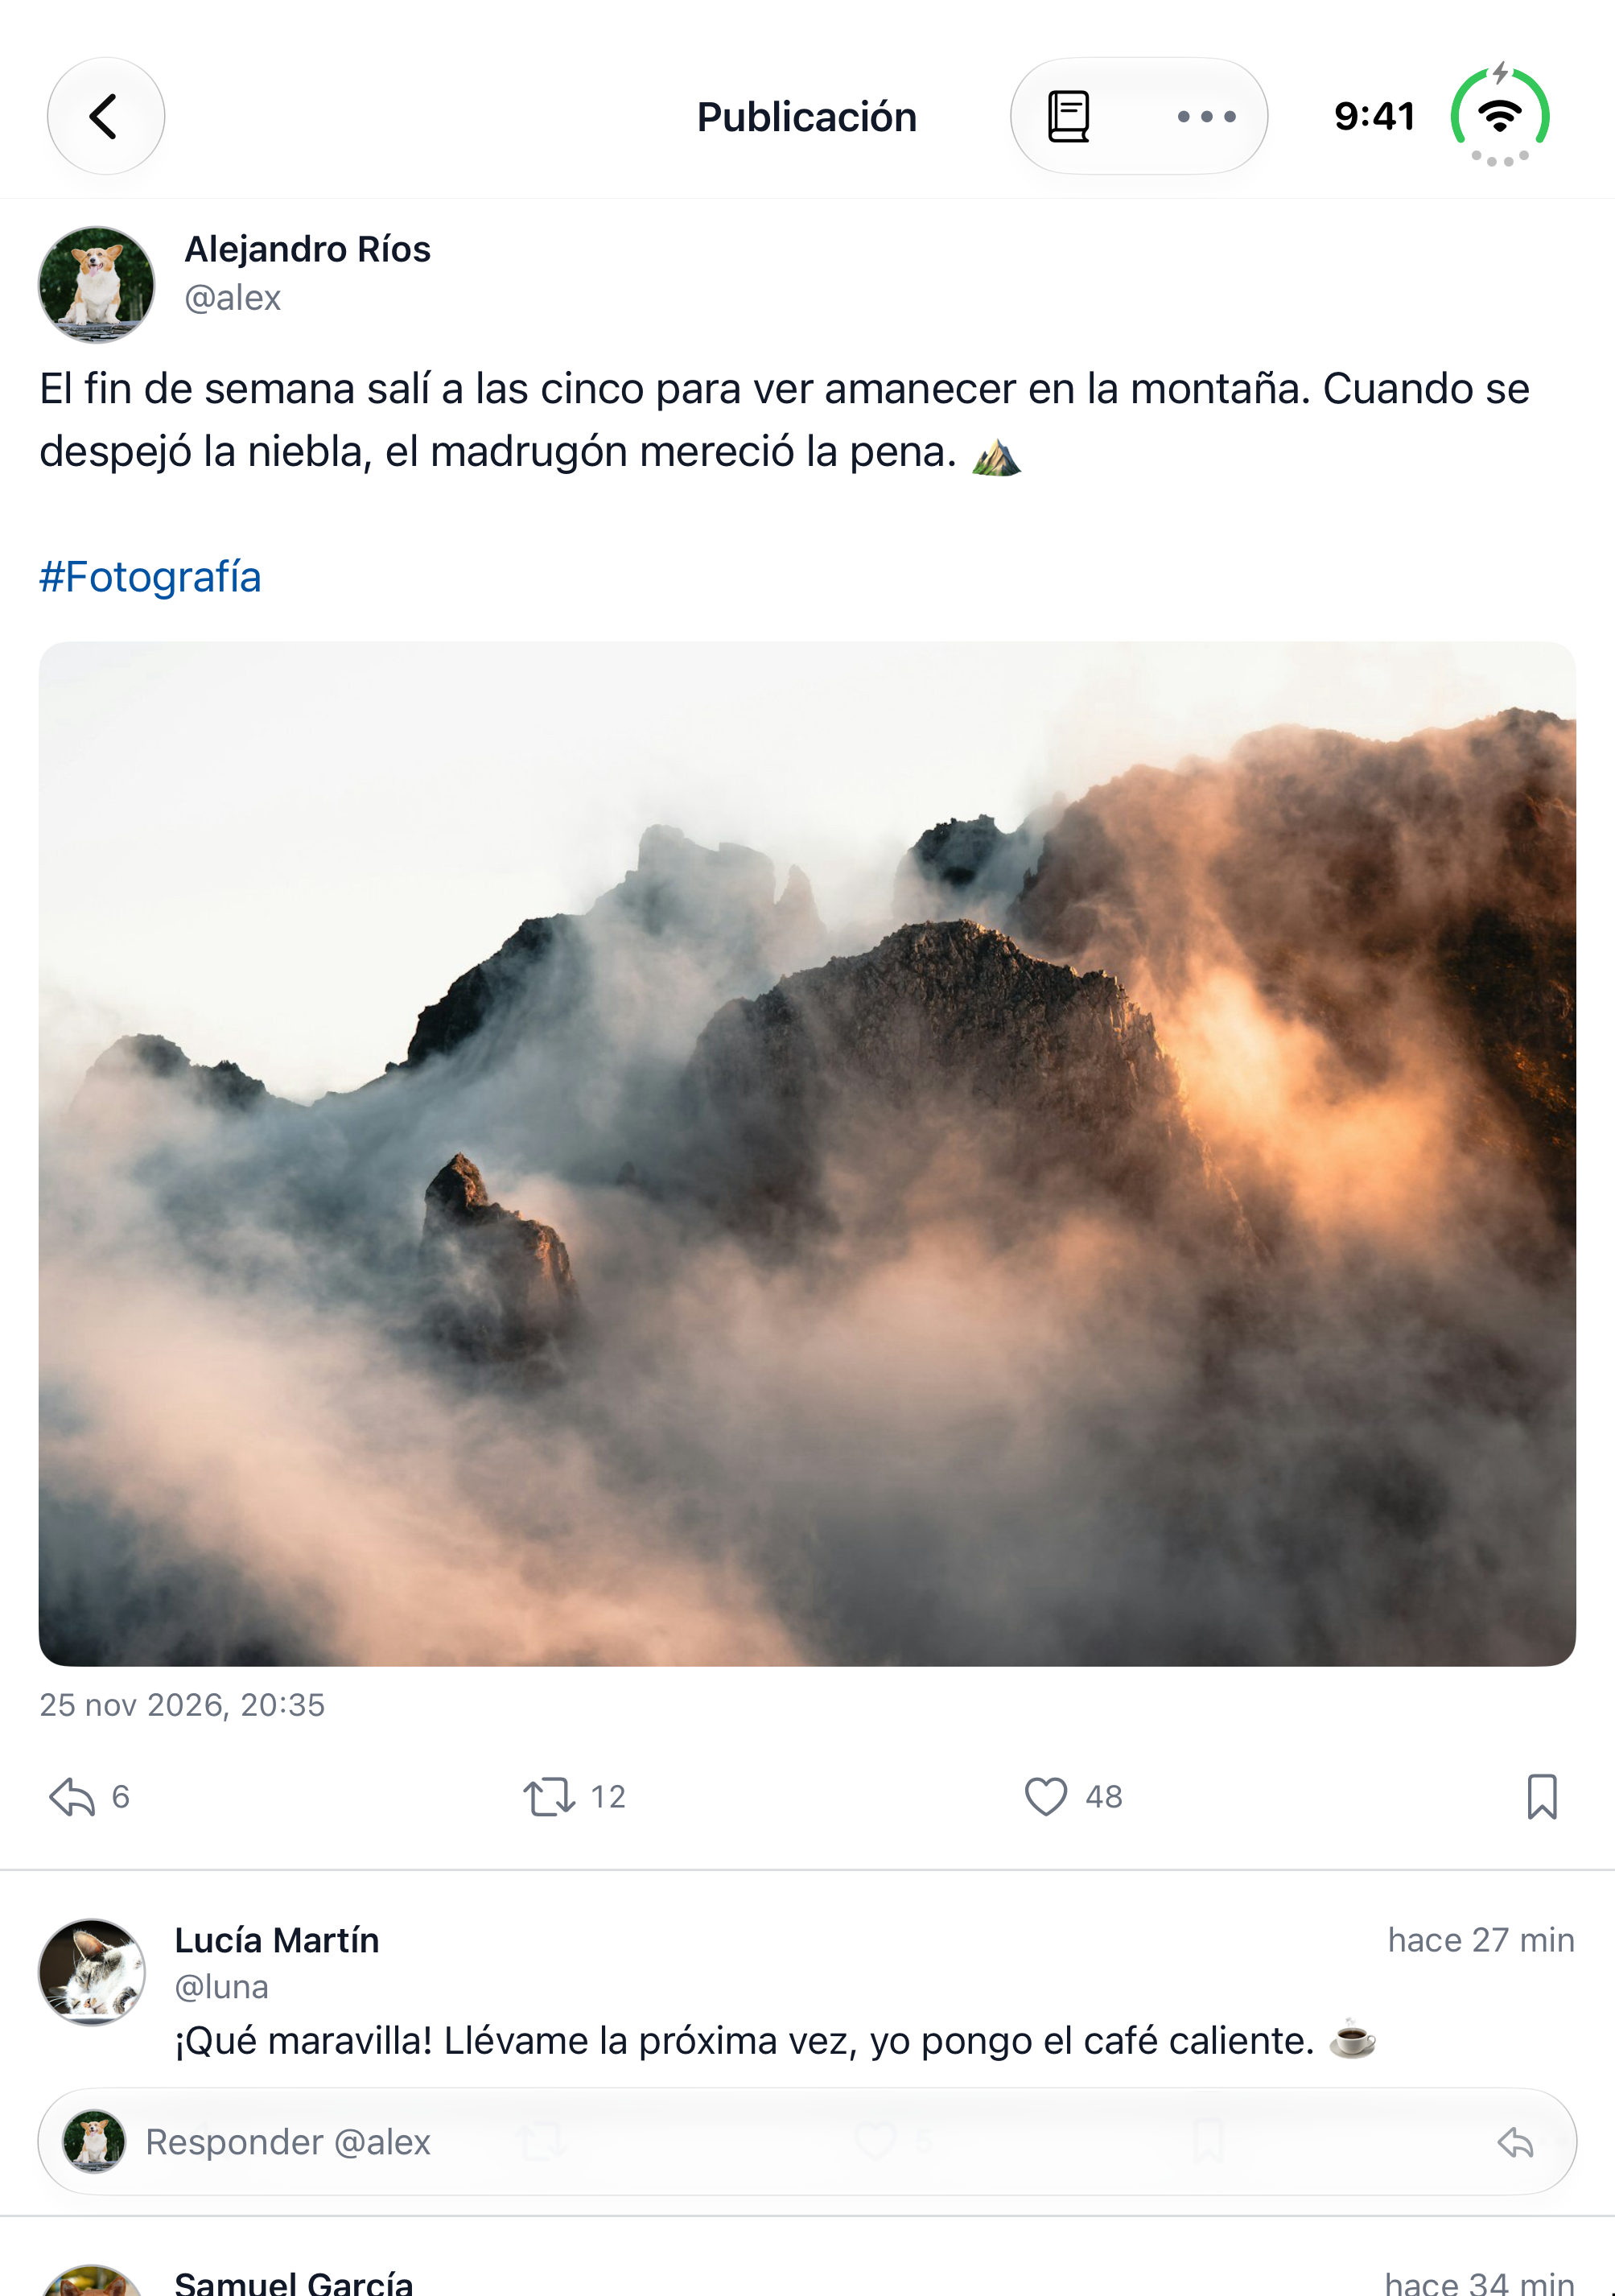 Publicación
9:41
Alejandro Ríos
@alex
El fin de semana salí a las cinco para ver amanecer en la montaña. Cuando se
despejó la niebla, el madrugón mereció la pena. ⛰️
#Fotografía
25 nov 2026, 20:35
6 12 48
Lucía Martín hace 27 min
@luna
¡Qué maravilla! Llévame la próxima vez, yo pongo el café caliente. ☕
Responder @alex
5
Samuel García hace 34 min